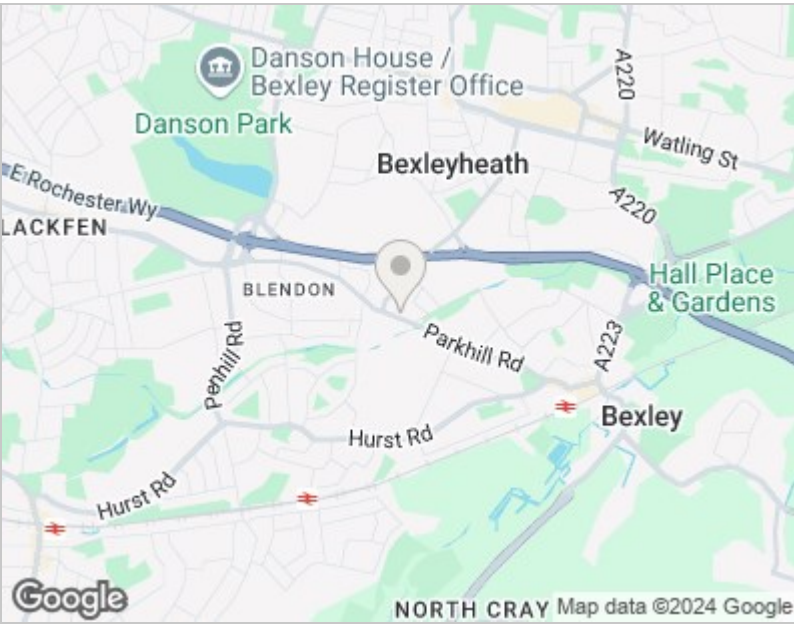 Danson House /
Bexley Register Office
Danson Park
A220
Watling St
Bexleyheath
E Rochester Wy
A220
LACKFEN
BLENDON
Hall Place
& Gardens
Penhill Rd
Parkhill Rd
A223
Hurst Rd
Bexley
Hurst Rd
Google
NORTH CRAY
Map data ©2024 Google